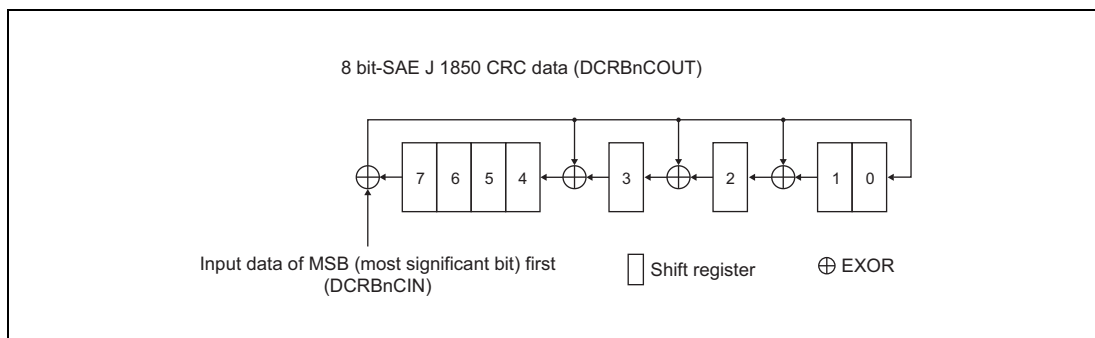 8 bit-SAE J 1850 CRC data (DCRBnCOUT)
7 6 5 4 3 2 1 0
Input data of MSB (most significant bit) first
(DCRBnCIN)
Shift register
EXOR